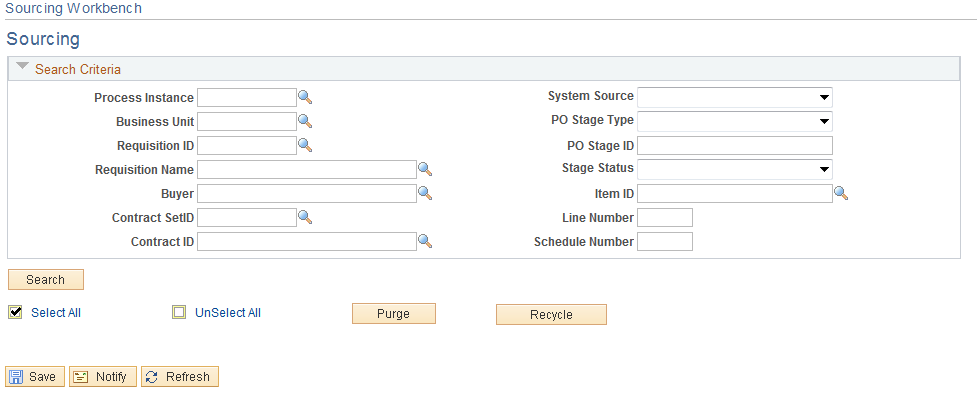 Sourcing Workbench
Sourcing
Search Criteria
Process Instance
System Source
Business Unit
PO Stage Type
Requisition ID
PO Stage ID
Requisition Name
Stage Status
Buyer
Item ID
Contract SetID
Line Number
Contract ID
Schedule Number
Search
Select All
UnSelect All
Purge
Recycle
Save
Notify
Refresh